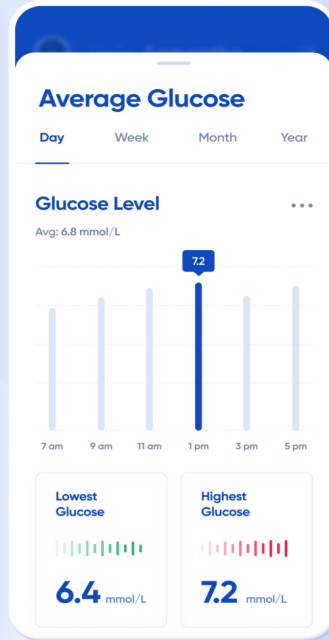 Average Glucose
Day Week Month Year
Glucose Level
Avg: 6.8 mmol/L
7.2
7 am 9 am 11 am 1 pm 3 pm 5 pm
Lowest
Glucose
6.4 mmol/L
Highest
Glucose
7.2 mmol/L